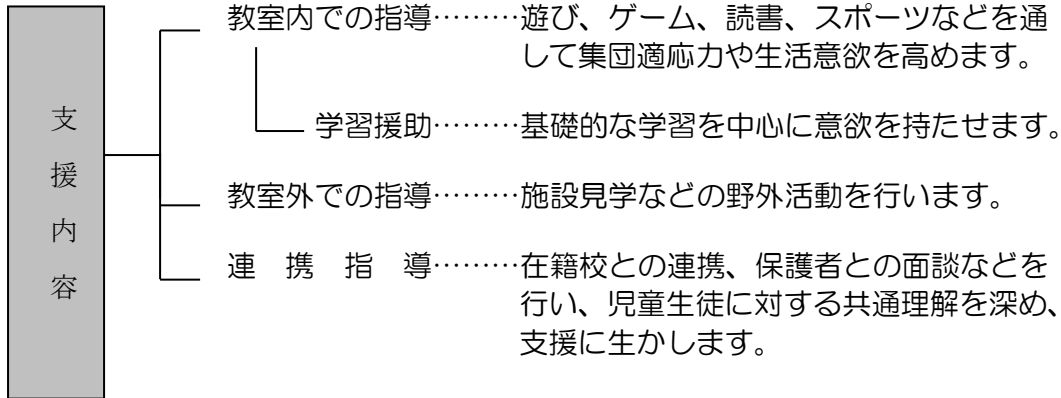 支援内容
教室内での指導………遊び、ゲーム、読書、スポーツなどを通
して集団適応力や生活意欲を高めます。
学習援助………基礎的な学習を中心に意欲を持たせます。
教室外での指導………施設見学などの野外活動を行います。
連　携　指　導………在籍校との連携、保護者との面談などを
行い、児童生徒に対する共通理解を深め、
支援に生かします。